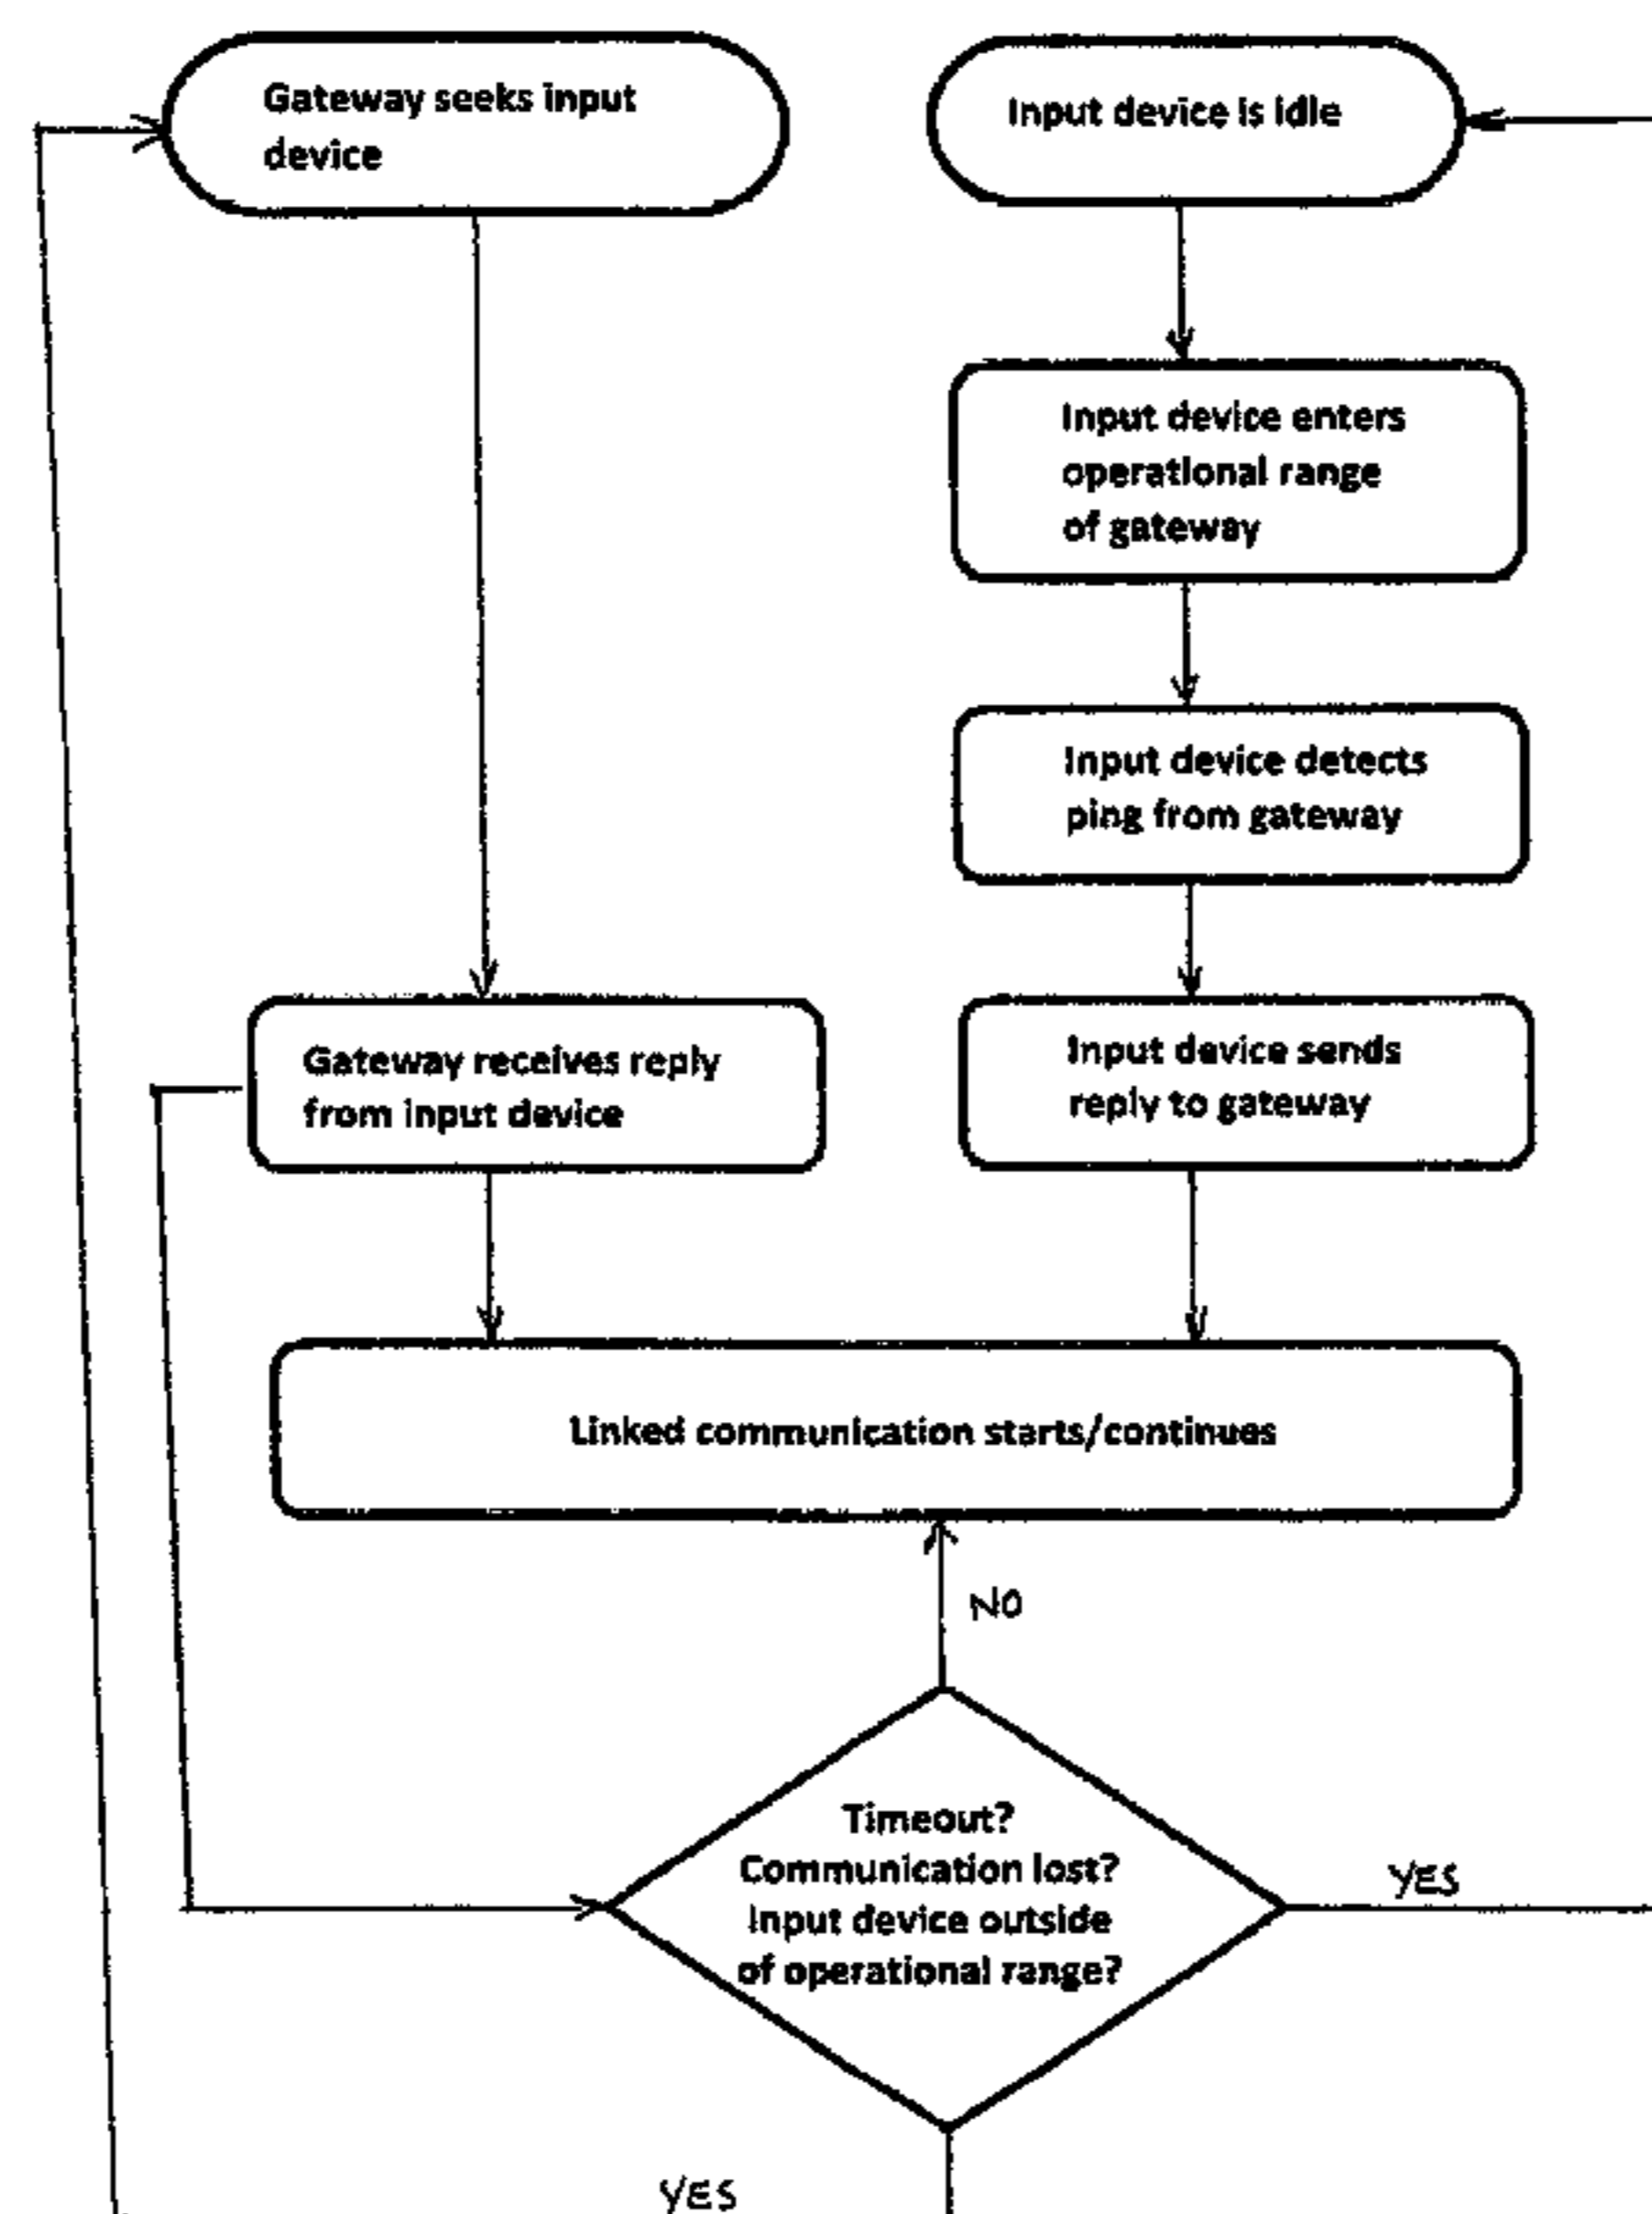 Gateway seeks input
device
Input device is idle
Input device enters
operational range
of gateway
Input device detects
ping from gateway
Gateway receives reply
from input device
Input device sends
reply to gateway
Linked communication starts/continues
NO
Timeout?
Communication lost?
Input device outside
of operational range?
YES
YES